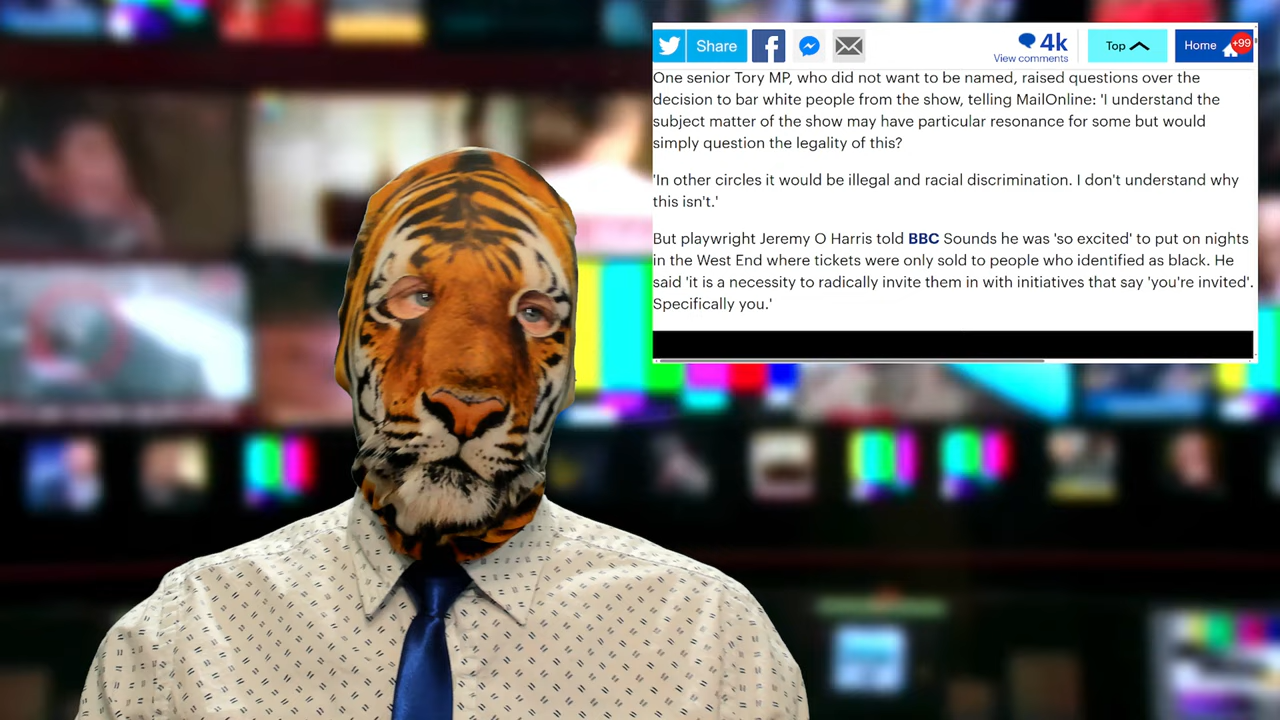 Share
4k
View comments
Top
Home
+99
One senior Tory MP, who did not want to be named, raised questions over the
decision to bar white people from the show, telling MailOnline: 'I understand the
subject matter of the show may have particular resonance for some but would
simply question the legality of this?
'In other circles it would be illegal and racial discrimination. I don't understand why
this isn't.'
But playwright Jeremy O Harris told BBC Sounds he was 'so excited' to put on nights
in the West End where tickets were only sold to people who identified as black. He
said 'it is a necessity to radically invite them in with initiatives that say 'you're invited'.
Specifically you.'